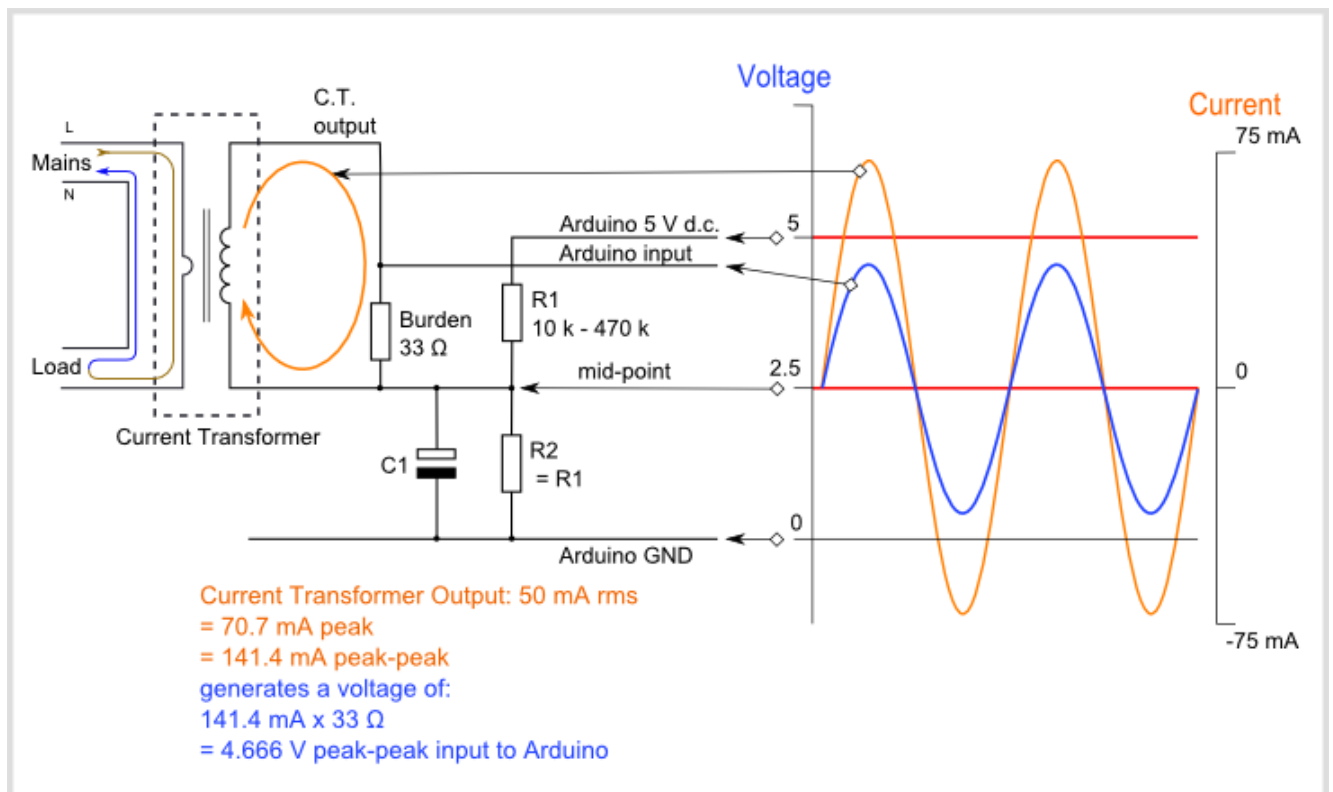 Voltage
Current
75 mA
C.T.
output
L
Mains
N
Arduino 5 V d.c.
5
Arduino input
R1
10 k - 470 k
Burden
33 Ω
Load
mid-point
2.5
0
Current Transformer
C1
R2
= R1
0
Arduino GND
-75 mA
Current Transformer Output: 50 mA rms
= 70.7 mA peak
= 141.4 mA peak-peak
generates a voltage of:
141.4 mA x 33 Ω
= 4.666 V peak-peak input to Arduino